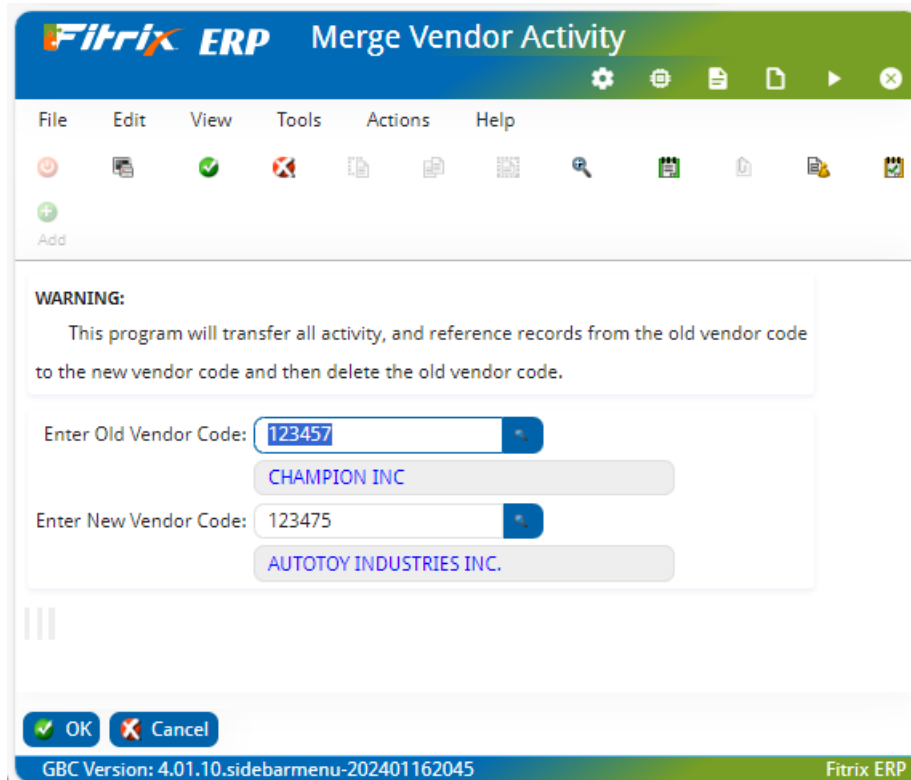 Fitrix ERP Merge Vendor Activity
File Edit View Tools Actions Help
Add
WARNING:
This program will transfer all activity, and reference records from the old vendor code
to the new vendor code and then delete the old vendor code.
Enter Old Vendor Code: 123457
CHAMPION INC
Enter New Vendor Code: 123475
AUTOTOY INDUSTRIES INC.
OK Cancel
GBC Version: 4.01.10.sidebarmenu-202401162045 Fitrix ERP